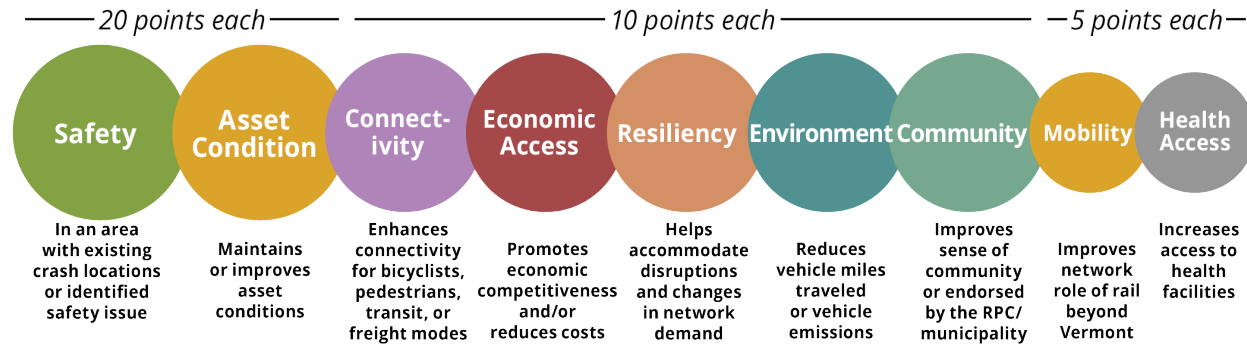 20 points each
10 points each
5 points each
Safety
In an area
with existing
crash locations
or identified
safety issue
Asset
Condition
Maintains
or improves
asset
conditions
Connect-
ivity
Enhances
connectivity
for bicyclists,
pedestrians,
transit, or
freight modes
Economic
Access
Promotes
economic
competitiveness
and/or
reduces costs
Resiliency
Helps
accommodate
disruptions
and changes
in network
demand
Environment
Reduces
vehicle miles
traveled
or vehicle
emissions
Community
Improves
sense of
community
or endorsed
by the RPC/
municipality
Mobility
Improves
network
role of rail
beyond
Vermont
Health
Access
Increases
access to
health
facilities